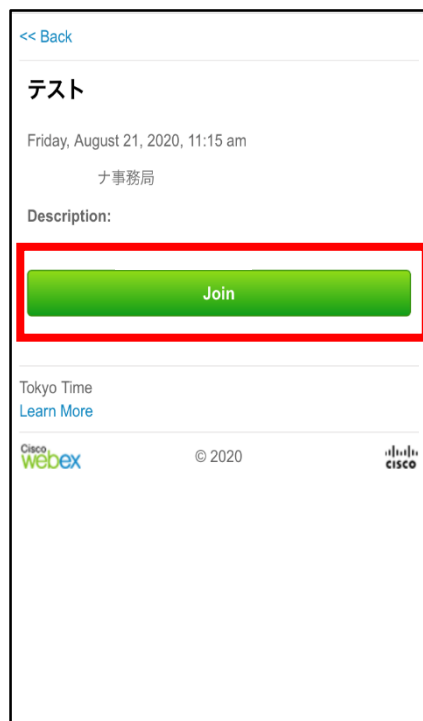 << Back
テスト
Friday, August 21, 2020, 11:15 am
ナ事務局
Description:
Join
Tokyo Time
Learn More
Cisco
webex
© 2020
cisco